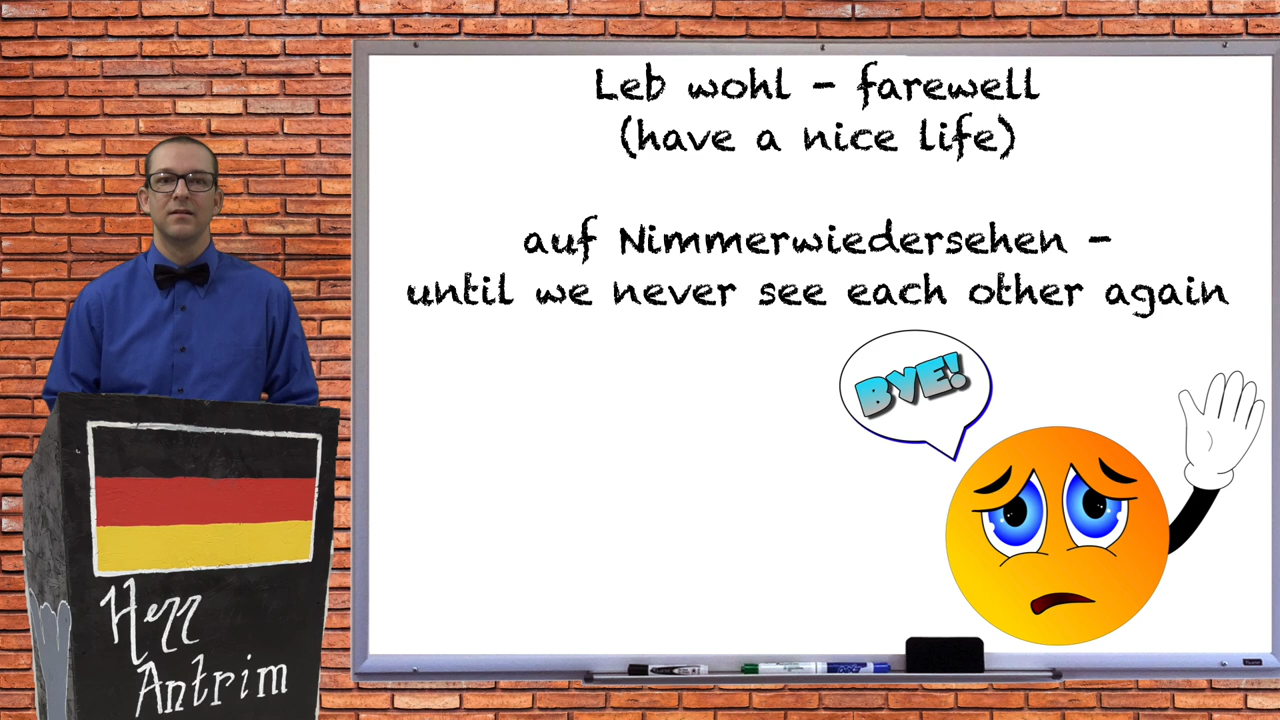 Leb wohl - farewell
(have a nice life)
auf Nimmerwiedersehen -
until we never see each other again
BYE!
Herr
Antrim